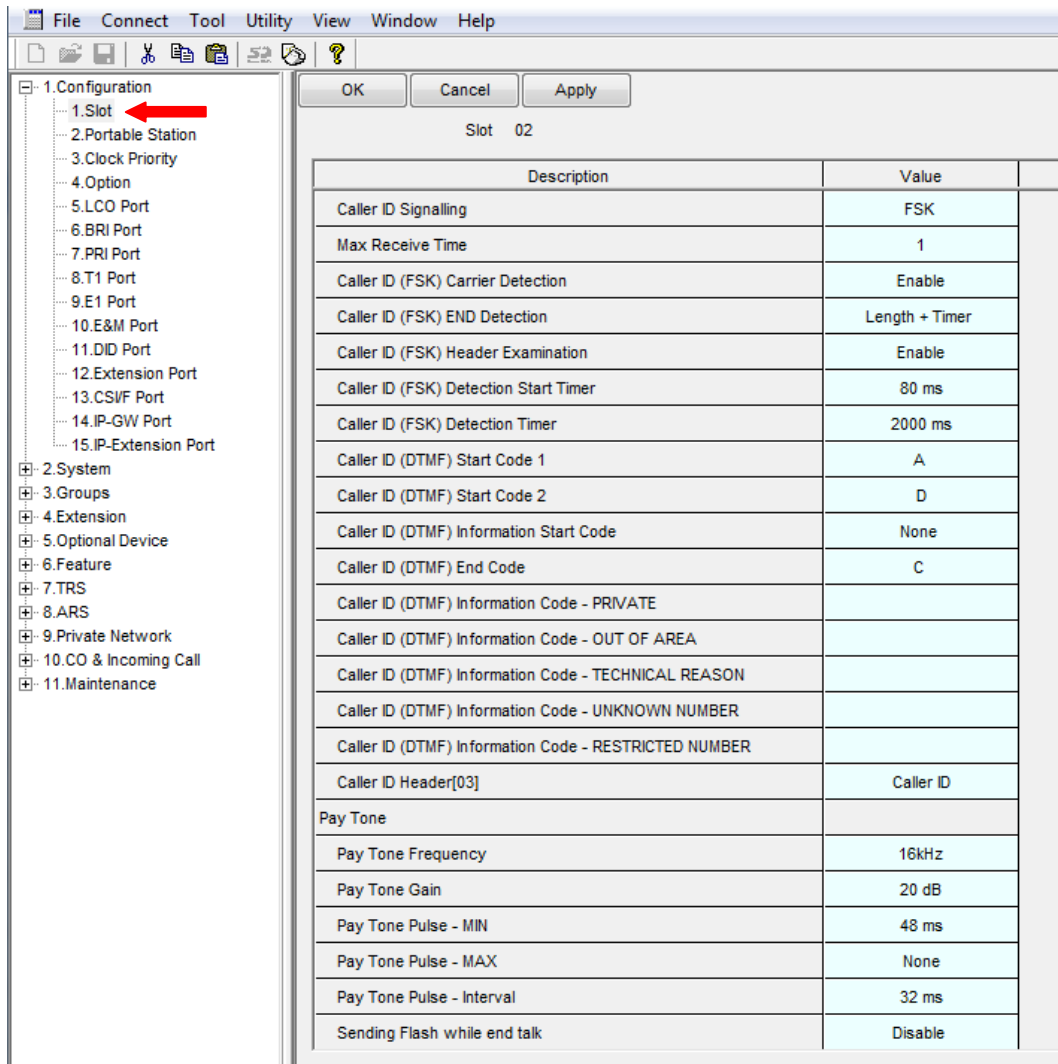 File Connect Tool Utility View Window Help
1.Configuration
1.Slot
2.Portable Station
3.Clock Priority
4.Option
5.LCO Port
6.BRI Port
7.PRI Port
8.T1 Port
9.E1 Port
10.E&M Port
11.DID Port
12.Extension Port
13.CSI/F Port
14.IP-GW Port
15.IP-Extension Port
2.System
3.Groups
4.Extension
5.Optional Device
6.Feature
7.TRS
8.ARS
9.Private Network
10.CO & Incoming Call
11.Maintenance
OK Cancel Apply
Slot 02
Description Value
Caller ID Signalling FSK
Max Receive Time 1
Caller ID (FSK) Carrier Detection Enable
Caller ID (FSK) END Detection Length + Timer
Caller ID (FSK) Header Examination Enable
Caller ID (FSK) Detection Start Timer 80 ms
Caller ID (FSK) Detection Timer 2000 ms
Caller ID (DTMF) Start Code 1 A
Caller ID (DTMF) Start Code 2 D
Caller ID (DTMF) Information Start Code None
Caller ID (DTMF) End Code C
Caller ID (DTMF) Information Code - PRIVATE
Caller ID (DTMF) Information Code - OUT OF AREA
Caller ID (DTMF) Information Code - TECHNICAL REASON
Caller ID (DTMF) Information Code - UNKNOWN NUMBER
Caller ID (DTMF) Information Code - RESTRICTED NUMBER
Caller ID Header[03] Caller ID
Pay Tone
Pay Tone Frequency 16kHz
Pay Tone Gain 20 dB
Pay Tone Pulse - MIN 48 ms
Pay Tone Pulse - MAX None
Pay Tone Pulse - Interval 32 ms
Sending Flash while end talk Disable